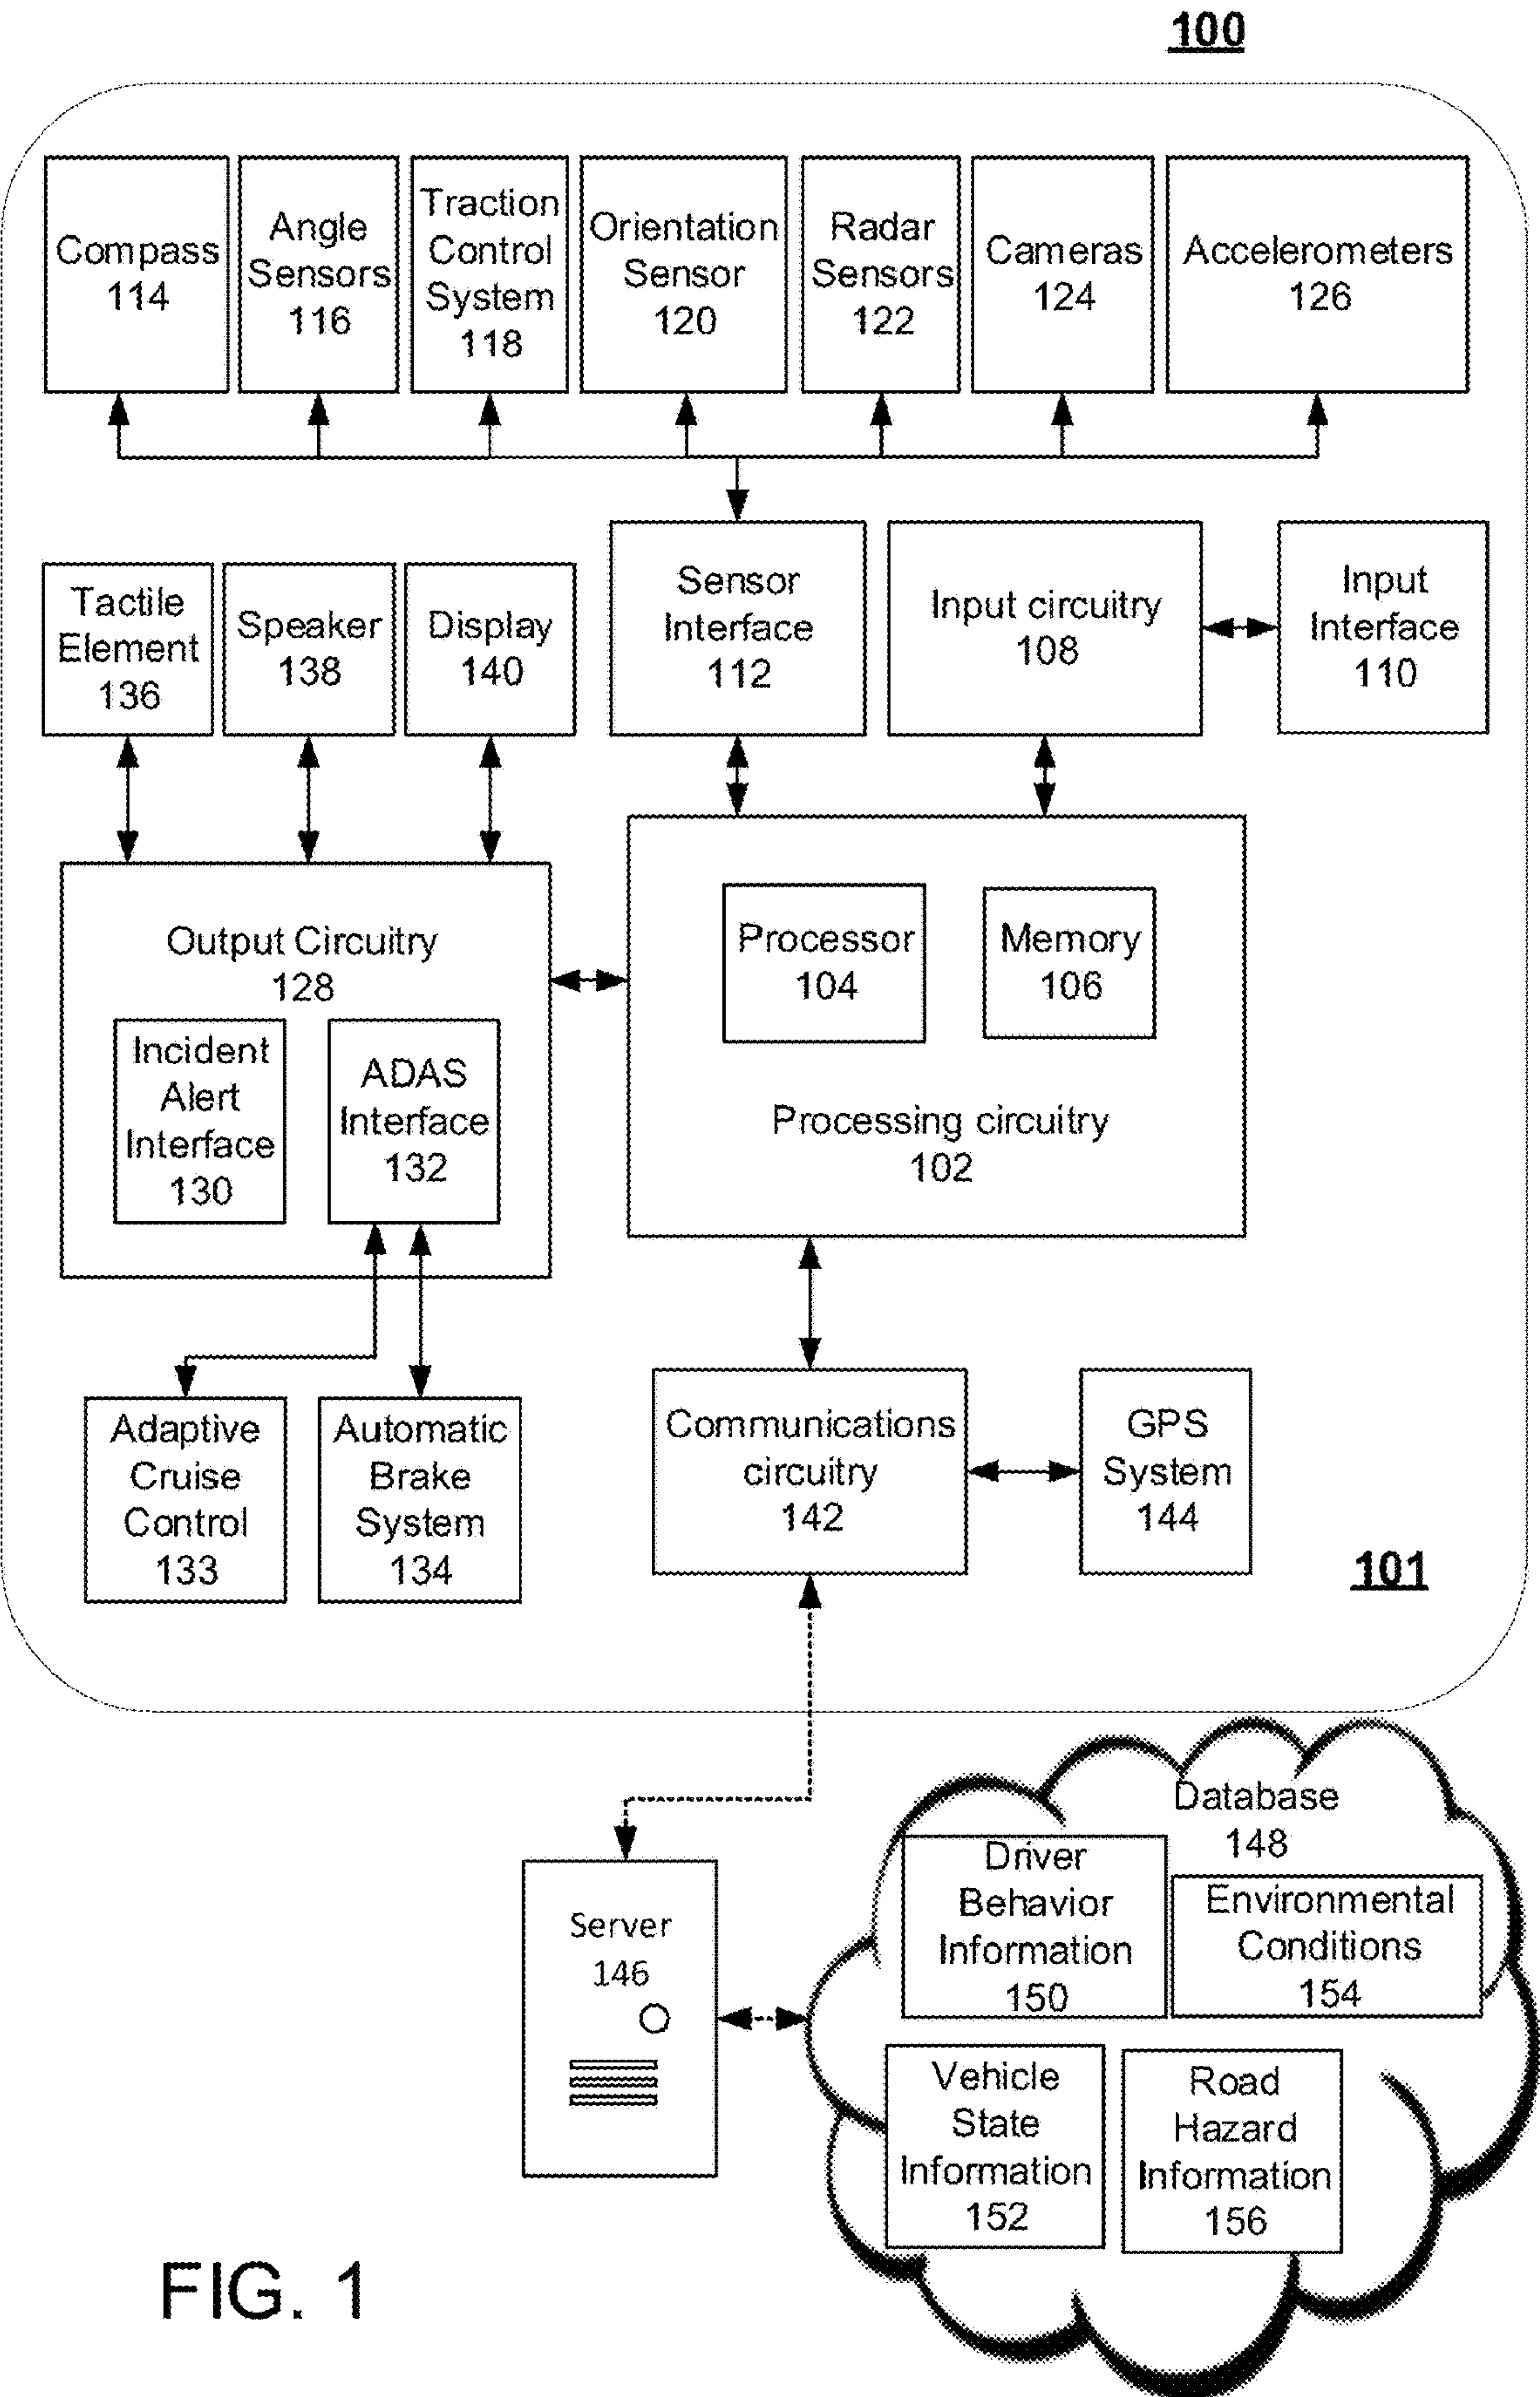 100
Compass
114
Angle
Sensors
116
Traction
Control
System
118
Orientation
Sensor
120
Radar
Sensors
122
Cameras
124
Accelerometers
126
Tactile
Element
136
Speaker
138
Display
140
Sensor
Interface
112
Input circuitry
108
Input
Interface
110
Output Circuitry
128
Incident
Alert
Interface
130
ADAS
Interface
132
Processor
104
Memory
106
Processing circuitry
102
Adaptive
Cruise
Control
133
Automatic
Brake
System
134
Communications
circuitry
142
GPS
System
144
101
Server
146
Database
148
Driver
Behavior
Information
150
Environmental
Conditions
154
Vehicle
State
Information
152
Road
Hazard
Information
156
FIG. 1